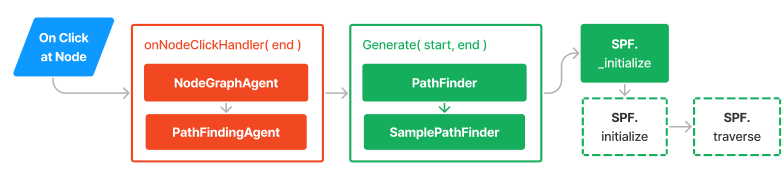 On Click
at Node
onNodeClickHandler( end )
NodeGraphAgent
PathFindingAgent
Generate( start, end )
PathFinder
SamplePathFinder
SPF.
_initialize
SPF.
initialize
SPF.
traverse